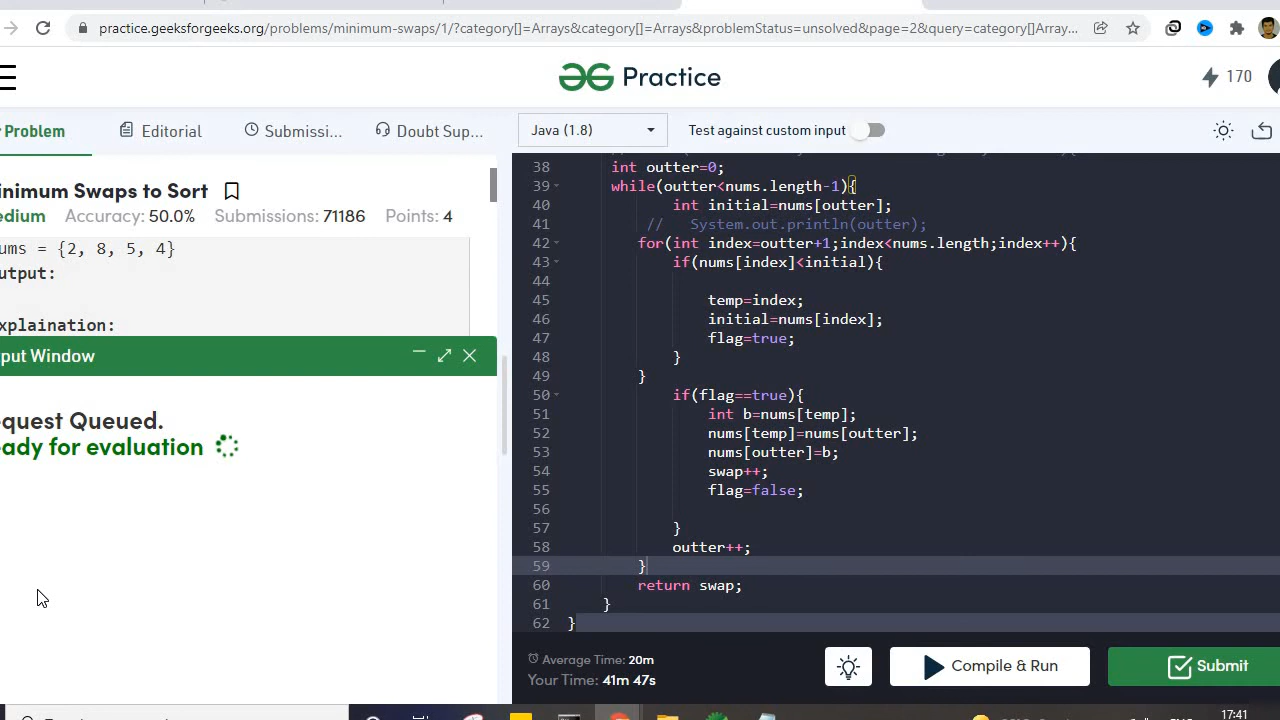 practice.geeksforgeeks.org/problems/minimum-swaps/1/?category[]=Arrays&category[]=Arrays&problemStatus=unsolved&page=2&query=category[]Array...
Practice
170
Problem
Editorial
Submissi...
Doubt Sup...
Java (1.8)
Test against custom input
inimum Swaps to Sort
edium Accuracy: 50.0% Submissions: 71186 Points: 4
ums = {2, 8, 5, 4}
utput:
xplaination:
put Window
equest Queued.
eady for evaluation
38 int outter=0;
39 while(outter<nums.length-1){
40 int initial=nums[outter];
41 // System.out.println(outter);
42 for(int index=outter+1;index<nums.length;index++){
43 if(nums[index]<initial){
44
45 temp=index;
46 initial=nums[index];
47 flag=true;
48 }
49 }
50 if(flag==true){
51 int b=nums[temp];
52 nums[temp]=nums[outter];
53 nums[outter]=b;
54 swap++;
55 flag=false;
56
57 }
58 outter++;
59 }
60 return swap;
61 }
62 }
Average Time: 20m
Your Time: 41m 47s
Compile & Run
Submit
17:41